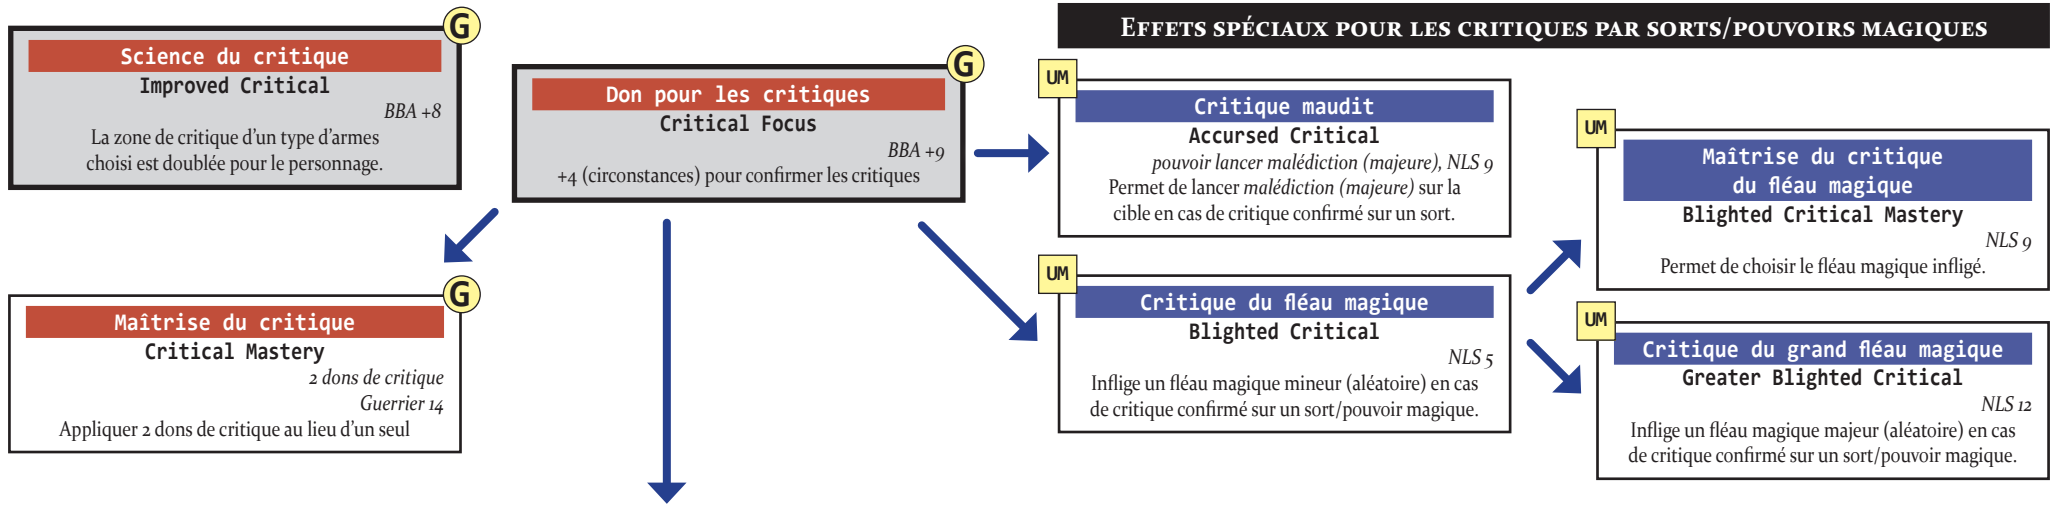 G
Science du critique
Improved Critical
BBA +8
La zone de critique d'un type d'armes
choisi est doublée pour le personnage.
G
Maîtrise du critique
Critical Mastery
2 dons de critique
Guerrier 14
Appliquer 2 dons de critique au lieu d'un seul
G
Don pour les critiques
Critical Focus
BBA +9
+4 (circonstances) pour confirmer les critiques
Effets spéciaux pour les critiques par sorts/pouvoirs magiques
UM
Critique maudit
Accursed Critical
pouvoir lancer malédiction (majeure), NLS 9
Permet de lancer malédiction (majeure) sur la
cible en cas de critique confirmé sur un sort.
UM
Critique du fléau magique
Blighted Critical
NLS 5
Inflige un fléau magique mineur (aléatoire) en cas
de critique confirmé sur un sort/pouvoir magique.
UM
Maîtrise du critique
du fléau magique
Blighted Critical Mastery
NLS 9
Permet de choisir le fléau magique infligé.
UM
Critique du grand fléau magique
Greater Blighted Critical
NLS 12
Inflige un fléau magique majeur (aléatoire) en cas
de critique confirmé sur un sort/pouvoir magique.